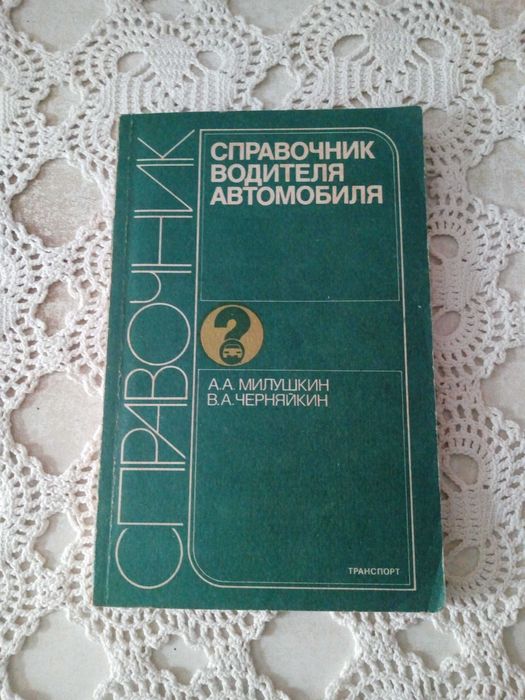 СПРАВОЧНИК
СПРАВОЧНИК
ВОДИТЕЛЯ
АВТОМОБИЛЯ
?
А.А.МИЛУШКИН
В.А.ЧЕРНЯЙКИН
ТРАНСПОРТ